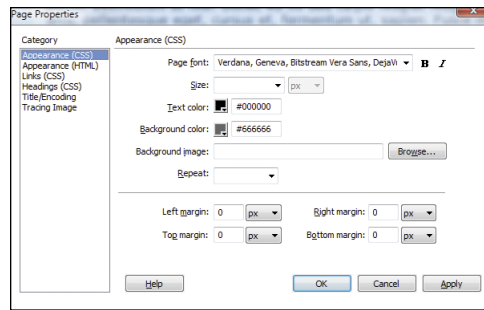 Page Properties
Category
Appearance (CSS)
Appearance (CSS)
Appearance (HTML)
Links (CSS)
Headings (CSS)
Title/Encoding
Tracing Image
Page font: Verdana, Geneva, Bitstream Vera Sans, DejaV B I
Size: px
Text color: #000000
Background color: #666666
Background image: Browse...
Repeat:
Left margin: 0 px Right margin: 0 px
Top margin: 0 px Bottom margin: 0 px
Help OK Cancel Apply